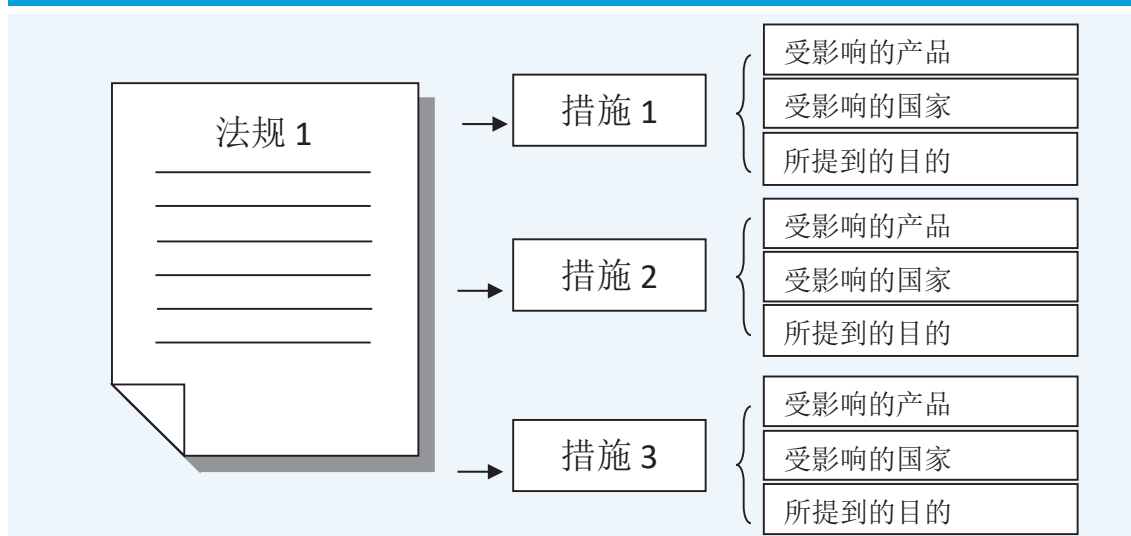 法规 1
措施 1
受影响的产品
受影响的国家
所提到的目的
措施 2
受影响的产品
受影响的国家
所提到的目的
措施 3
受影响的产品
受影响的国家
所提到的目的